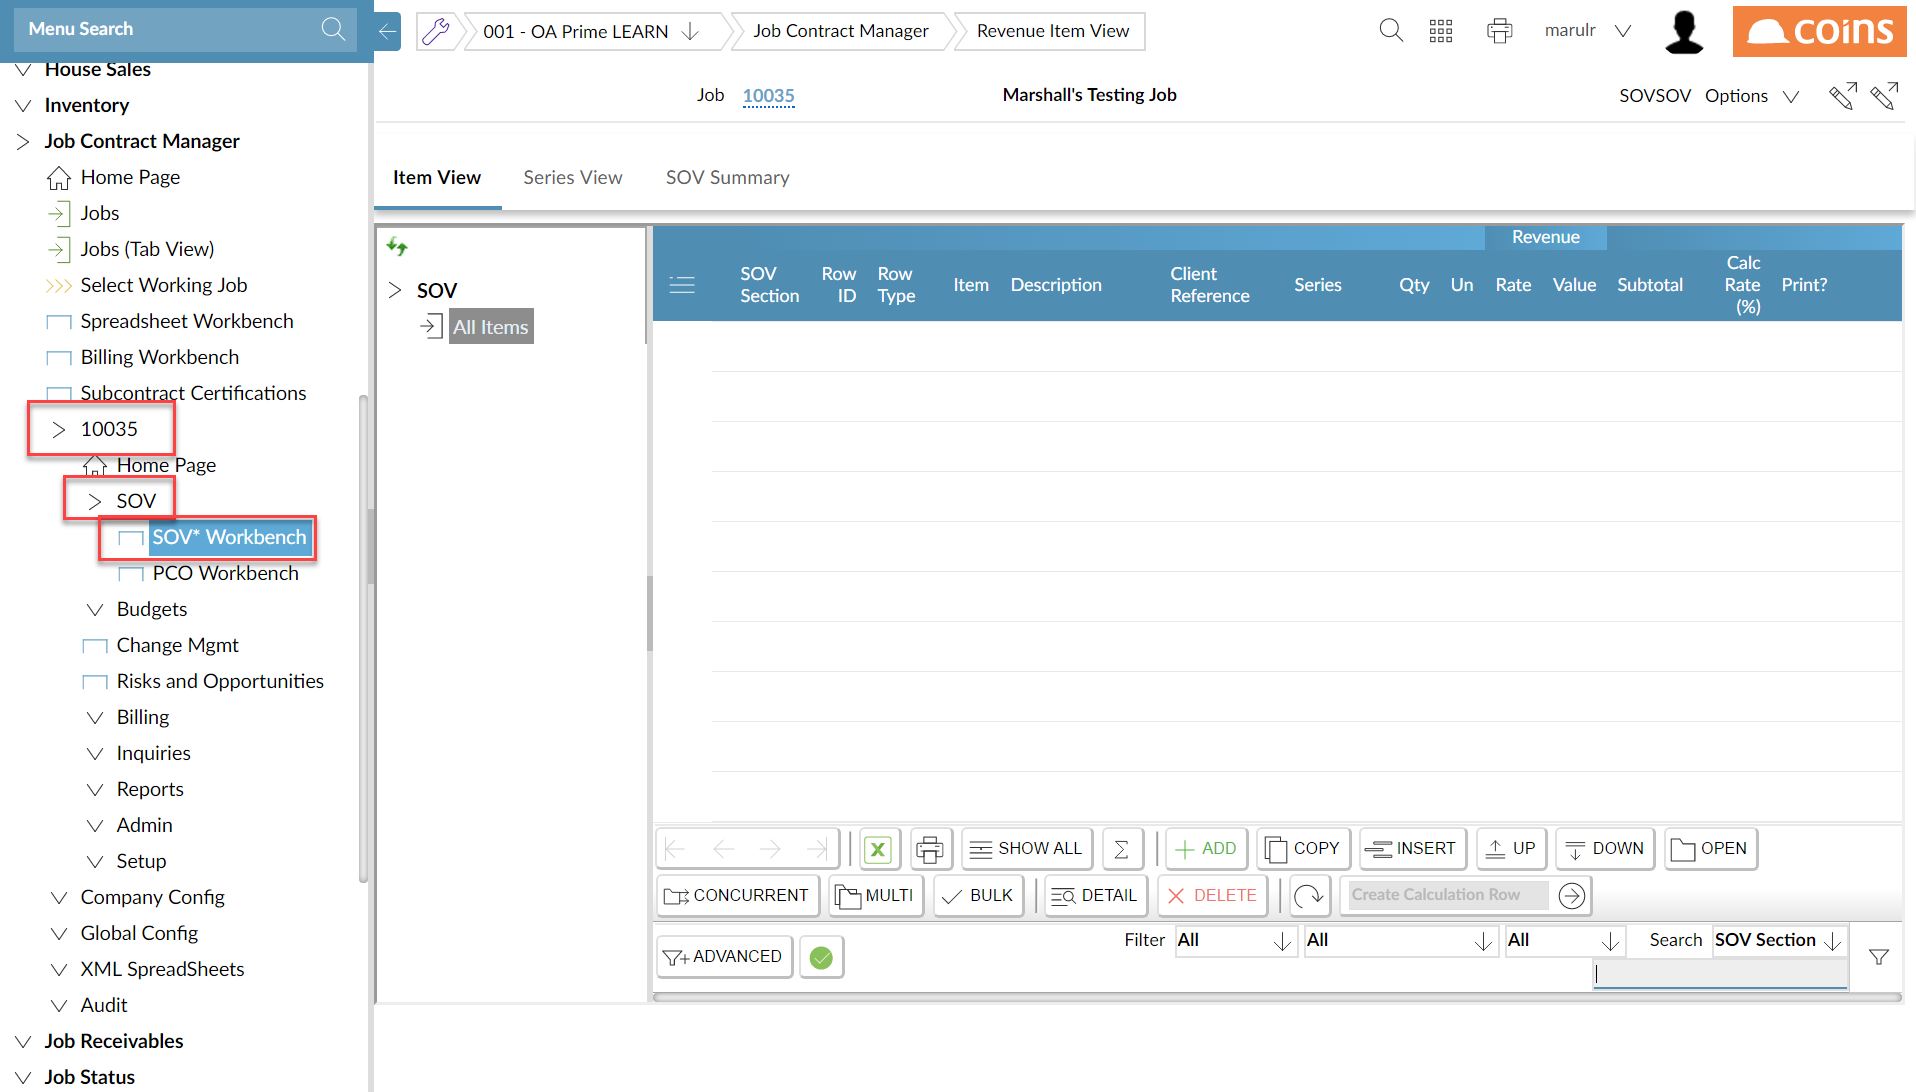 Menu Search
001 - OA Prime LEARN
Job Contract Manager
Revenue Item View
marulr
coins
Job 10035
Marshall's Testing Job
SOVSOV Options
House Sales
Inventory
Job Contract Manager
Home Page
Jobs
Jobs (Tab View)
Select Working Job
Spreadsheet Workbench
Billing Workbench
Subcontract Certifications
10035
Home Page
SOV
SOV* Workbench
PCO Workbench
Budgets
Change Mgmt
Risks and Opportunities
Billing
Inquiries
Reports
Admin
Setup
Company Config
Global Config
XML SpreadSheets
Audit
Job Receivables
Job Status
Item View
Series View
SOV Summary
SOV
All Items
Revenue
SOV Section
Row ID
Row Type
Item
Description
Client Reference
Series
Qty
Un
Rate
Value
Subtotal
Calc Rate (%)
Print?
X
SHOW ALL
Σ
ADD
COPY
INSERT
UP
DOWN
OPEN
CONCURRENT
MULTI
BULK
DETAIL
DELETE
Create Calculation Row
ADVANCED
Filter All All All Search SOV Section